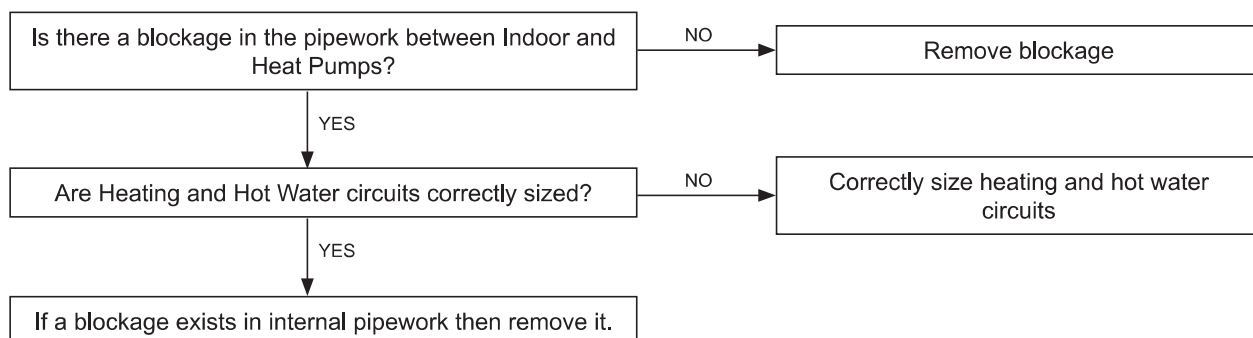 Is there a blockage in the pipework between Indoor and
Heat Pumps?
NO
Remove blockage
YES
Are Heating and Hot Water circuits correctly sized?
NO
Correctly size heating and hot water
circuits
YES
If a blockage exists in internal pipework then remove it.